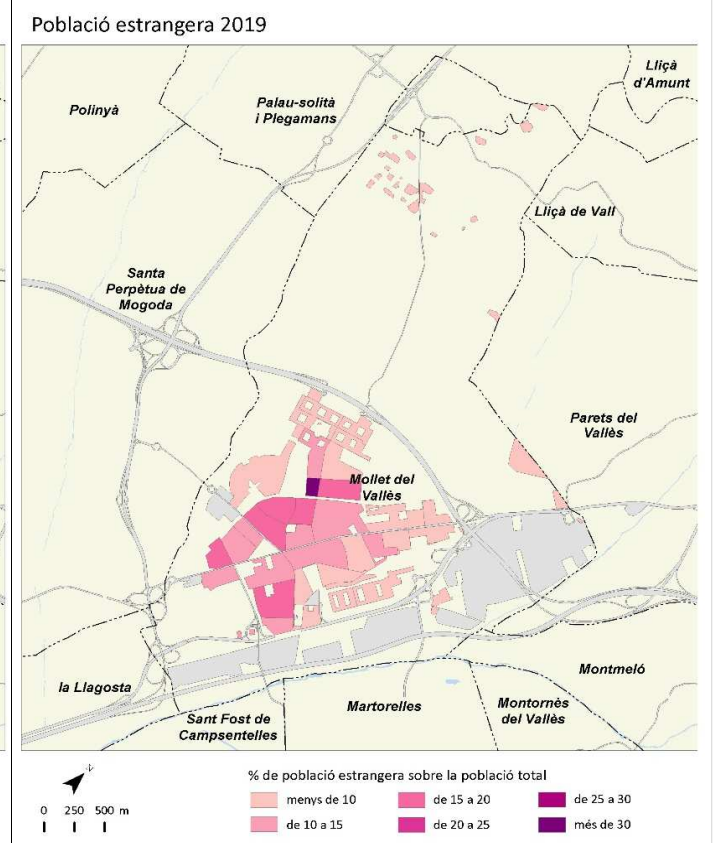 Població estrangera 2019
Lliçà
d'Amunt
Polinyà
Palau-solità
i Plegamans
Lliçà de Vall
Santa
Perpètua de
Mogoda
Parets del
Vallès
Mollet del
Vallès
la Llagosta
Sant Fost de
Campsentelles
Martorelles
Montornès
del Vallès
Montmeló
0 250 500 m
% de població estrangera sobre la població total
menys de 10
de 15 a 20
de 25 a 30
de 10 a 15
de 20 a 25
més de 30